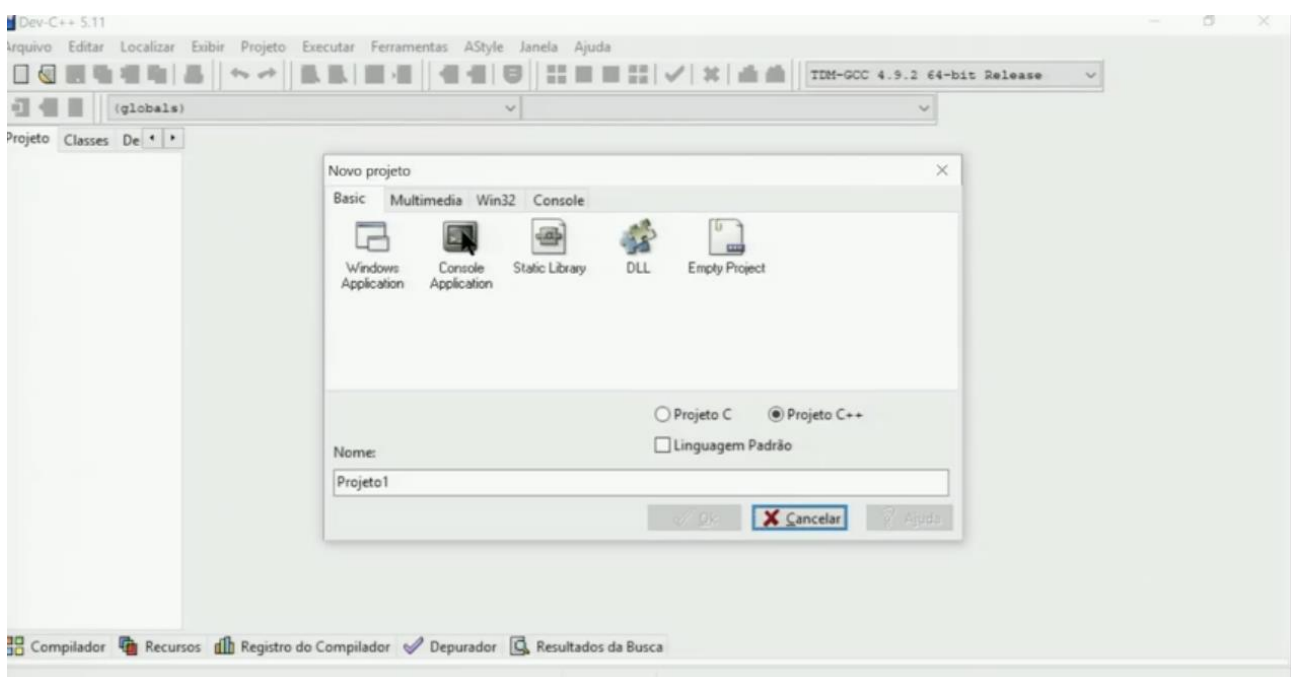 Dev-C++ 5.11
Arquivo Editar Localizar Exibir Projeto Executar Ferramentas AStyle Janela Ajuda
TDM-GCC 4.9.2 64-bit Release
(globals)
Projeto Classes De
Novo projeto
Basic Multimedia Win32 Console
Windows Application
Console Application
Static Library
DLL
Empty Project
Projeto C Projeto C++
Linguagem Padrão
Nome:
Projeto1
Ok Cancelar Ajuda
Compilador Recursos Registro do Compilador Depurador Resultados da Busca